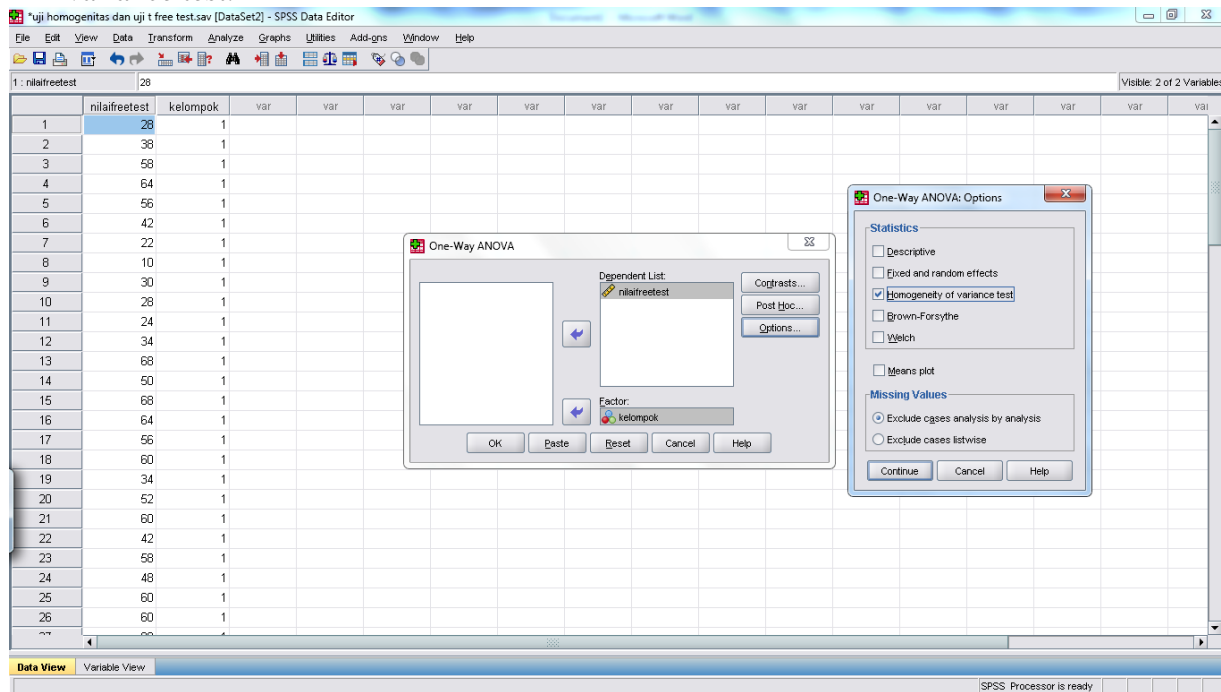 *uji homogenitas dan uji t free test.sav [DataSet2] - SPSS Data Editor
File Edit View Data Transform Analyze Graphs Utilities Add-ons Window Help
1 : nilaifreetest 28 Visible: 2 of 2 Variables
nilaifreetest kelompok var var var var var var var var var var var var var var
1 28 1
2 38 1
3 58 1
4 64 1
5 56 1
6 42 1
7 22 1
8 10 1
9 30 1
10 28 1
11 24 1
12 34 1
13 68 1
14 50 1
15 68 1
16 64 1
17 56 1
18 60 1
19 34 1
20 52 1
21 60 1
22 42 1
23 58 1
24 48 1
25 60 1
26 60 1
One-Way ANOVA
Dependent List:
nilaifreetest
Contrasts...
Post Hoc...
Options...
Factor:
kelompok
OK Paste Reset Cancel Help
One-Way ANOVA: Options
Statistics
Descriptive
Fixed and random effects
Homogeneity of variance test
Brown-Forsythe
Welch
Means plot
Missing Values
Exclude cases analysis by analysis
Exclude cases listwise
Continue Cancel Help
Data View Variable View
SPSS Processor is ready